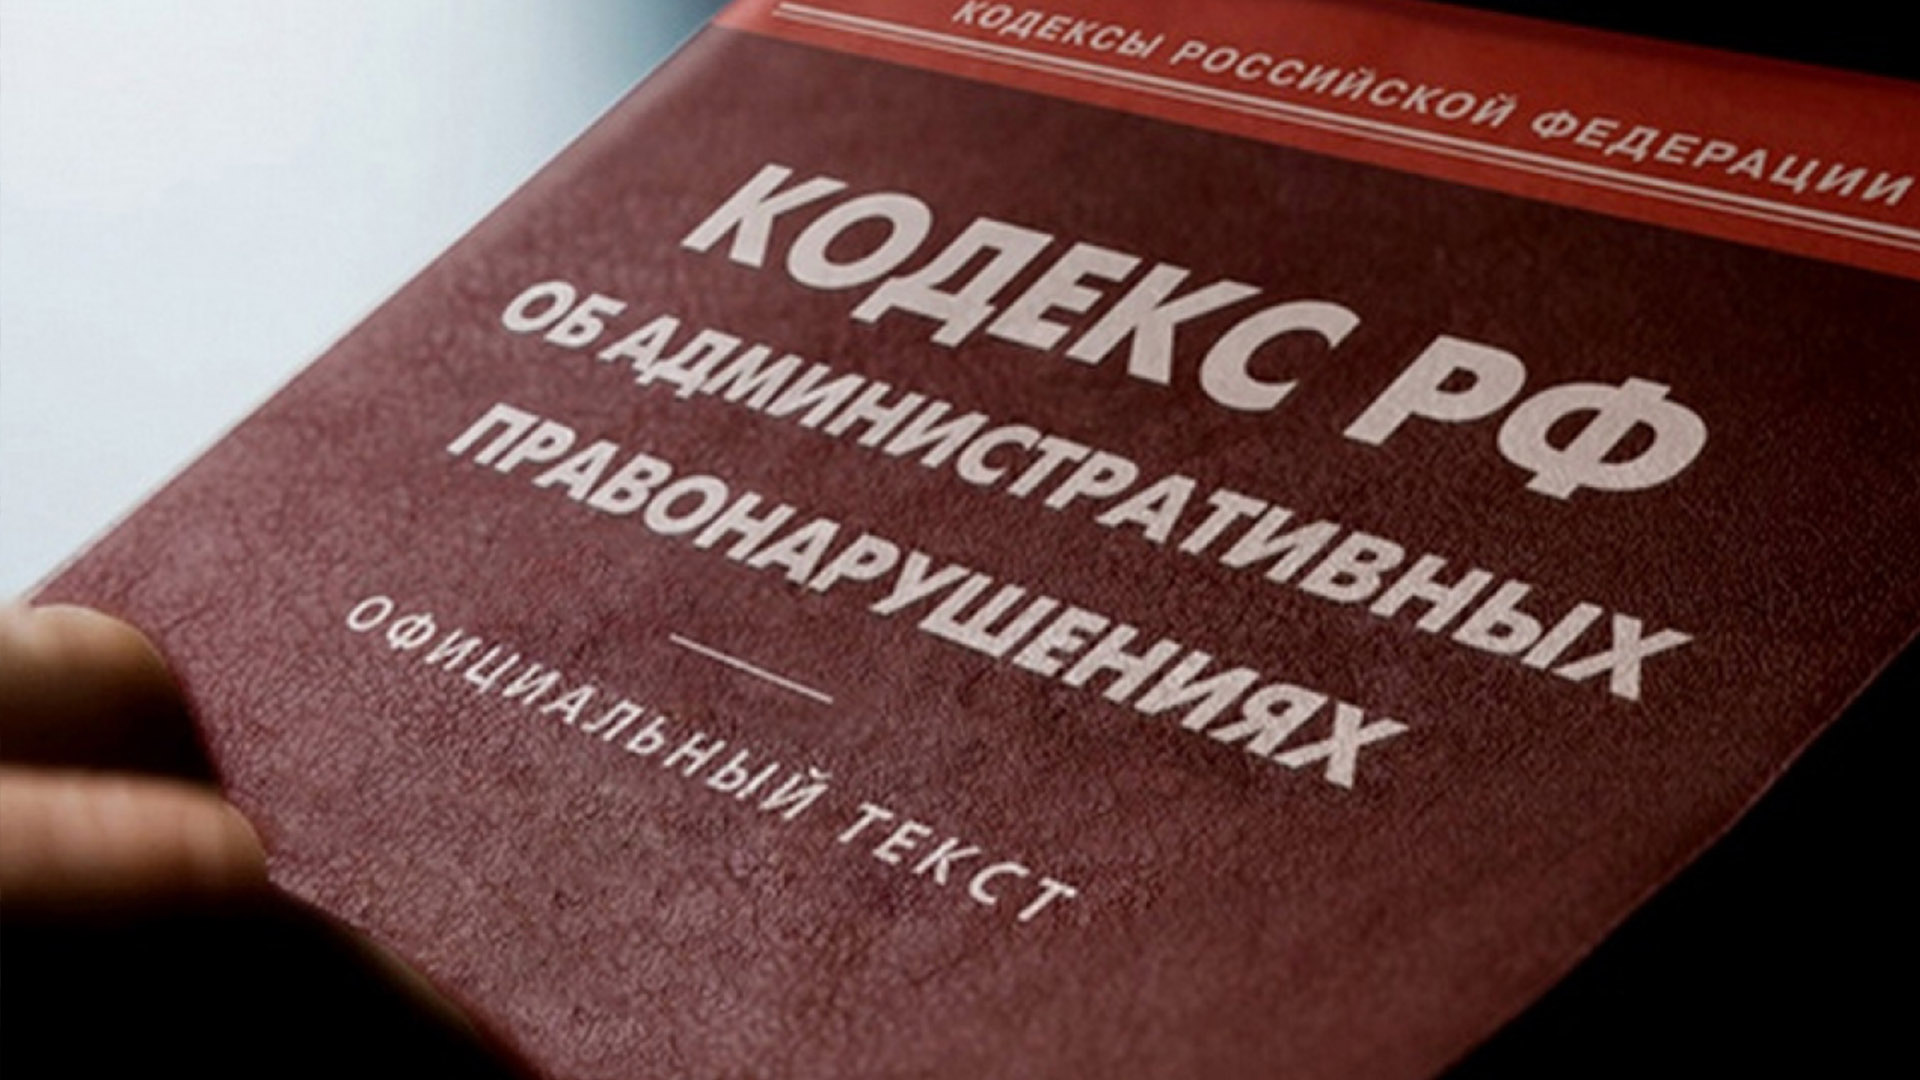 КОДЕКСЫ РОССИЙСКОЙ ФЕДЕРАЦИИ
КОДЕКС РФ
ОБ АДМИНИСТРАТИВНЫХ
ПРАВОНАРУШЕНИЯХ
ОФИЦИАЛЬНЫЙ ТЕКСТ